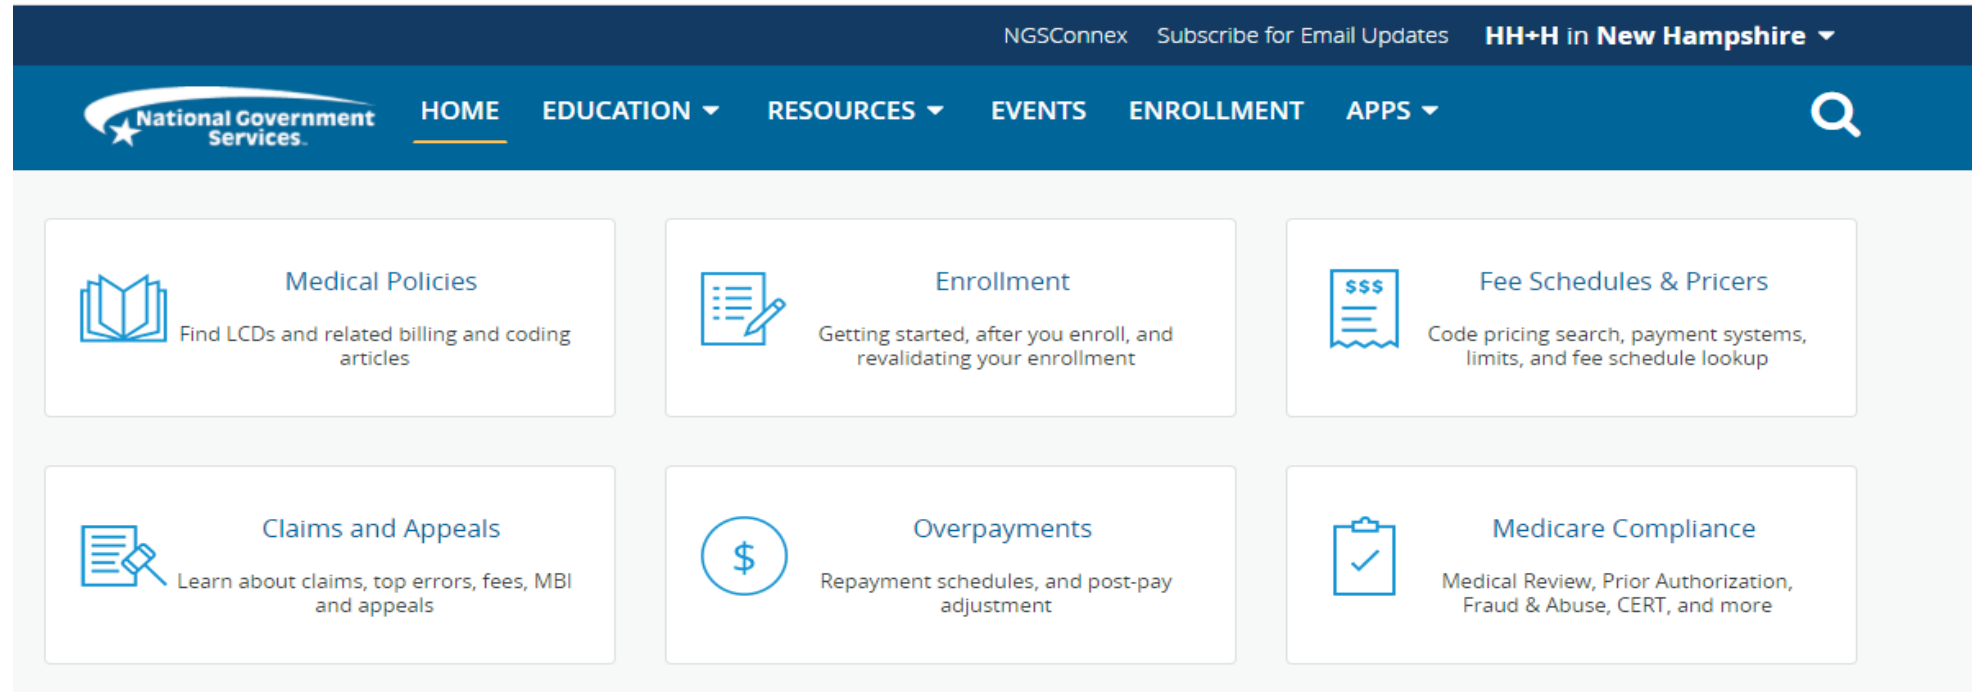 NGSConnex Subscribe for Email Updates HH+H in New Hampshire
National Government
Services.
HOME EDUCATION RESOURCES EVENTS ENROLLMENT APPS
Medical Policies
Find LCDs and related billing and coding
articles
Enrollment
Getting started, after you enroll, and
revalidating your enrollment
$$$
Fee Schedules & Pricers
Code pricing search, payment systems,
limits, and fee schedule lookup
Claims and Appeals
Learn about claims, top errors, fees, MBI
and appeals
$
Overpayments
Repayment schedules, and post-pay
adjustment
Medicare Compliance
Medical Review, Prior Authorization,
Fraud & Abuse, CERT, and more